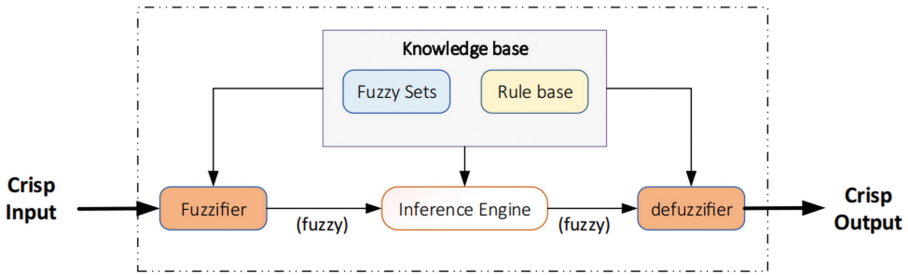 Knowledge base
Fuzzy Sets
Rule base
Crisp
Input
Fuzzifier
(fuzzy)
Inference Engine
(fuzzy)
defuzzifier
Crisp
Output